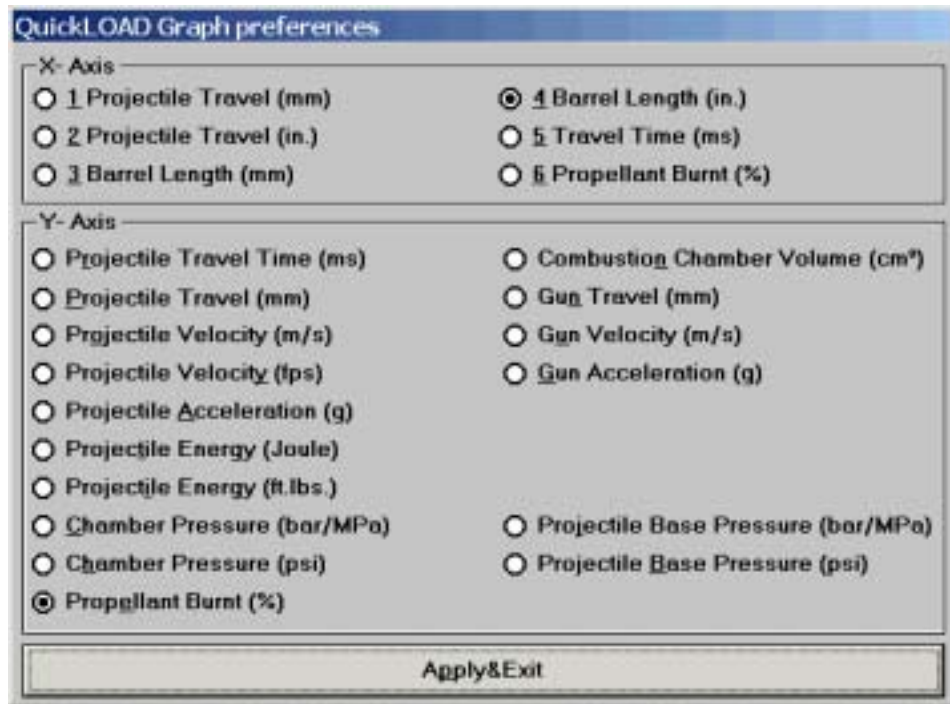 QuickLOAD Graph preferences
X- Axis
1 Projectile Travel (mm)
4 Barrel Length (in.)
2 Projectile Travel (in.)
5 Travel Time (ms)
3 Barrel Length (mm)
6 Propellant Burnt (%)
Y- Axis
Projectile Travel Time (ms)
Combustion Chamber Volume (cm³)
Projectile Travel (mm)
Gun Travel (mm)
Projectile Velocity (m/s)
Gun Velocity (m/s)
Projectile Velocity (fps)
Gun Acceleration (g)
Projectile Acceleration (g)
Projectile Energy (Joule)
Projectile Energy (ft.lbs.)
Chamber Pressure (bar/MPa)
Projectile Base Pressure (bar/MPa)
Chamber Pressure (psi)
Projectile Base Pressure (psi)
Propellant Burnt (%)
Apply&Exit